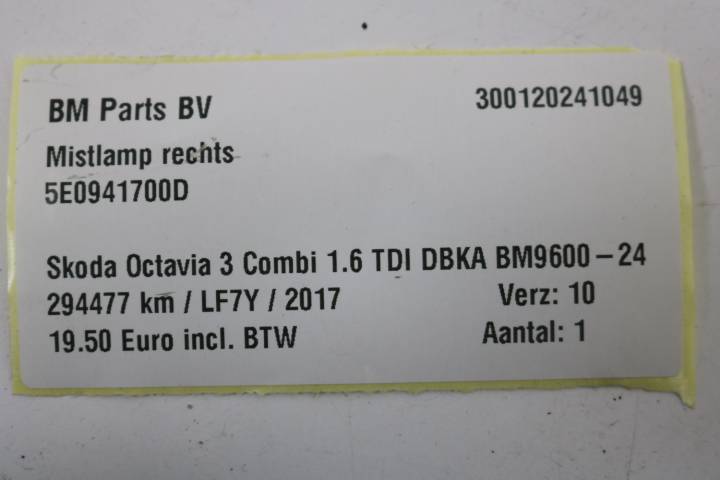 BM Parts BV 300120241049
Mistlamp rechts
5E0941700D
Skoda Octavia 3 Combi 1.6 TDI DBKA BM9600-24
294477 km / LF7Y / 2017 Verz: 10
19.50 Euro incl. BTW Aantal: 1